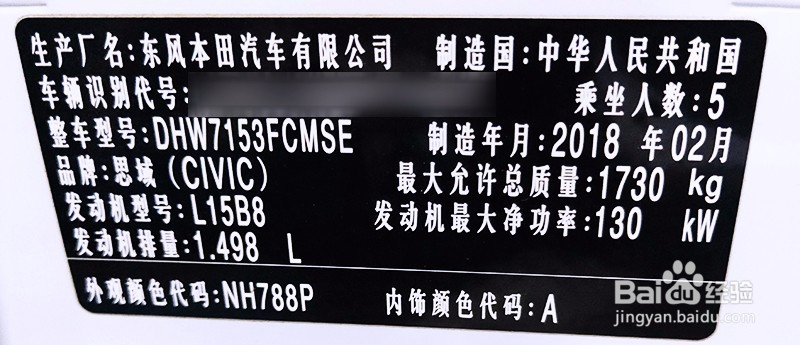 生产厂名:东风本田汽车有限公司 制造国:中华人民共和国
车辆识别代号: 乘坐人数:5
整车型号:DHW7153FCMSE 制造年月:2018 年02月
品牌:思域(CIVIC) 最大允许总质量:1730 kg
发动机型号:L15B8 发动机最大净功率:130 kW
发动机排量:1.498 L
外观颜色代码:NH788P 内饰颜色代码:A
Baidu经验
jingyan.baidu.com